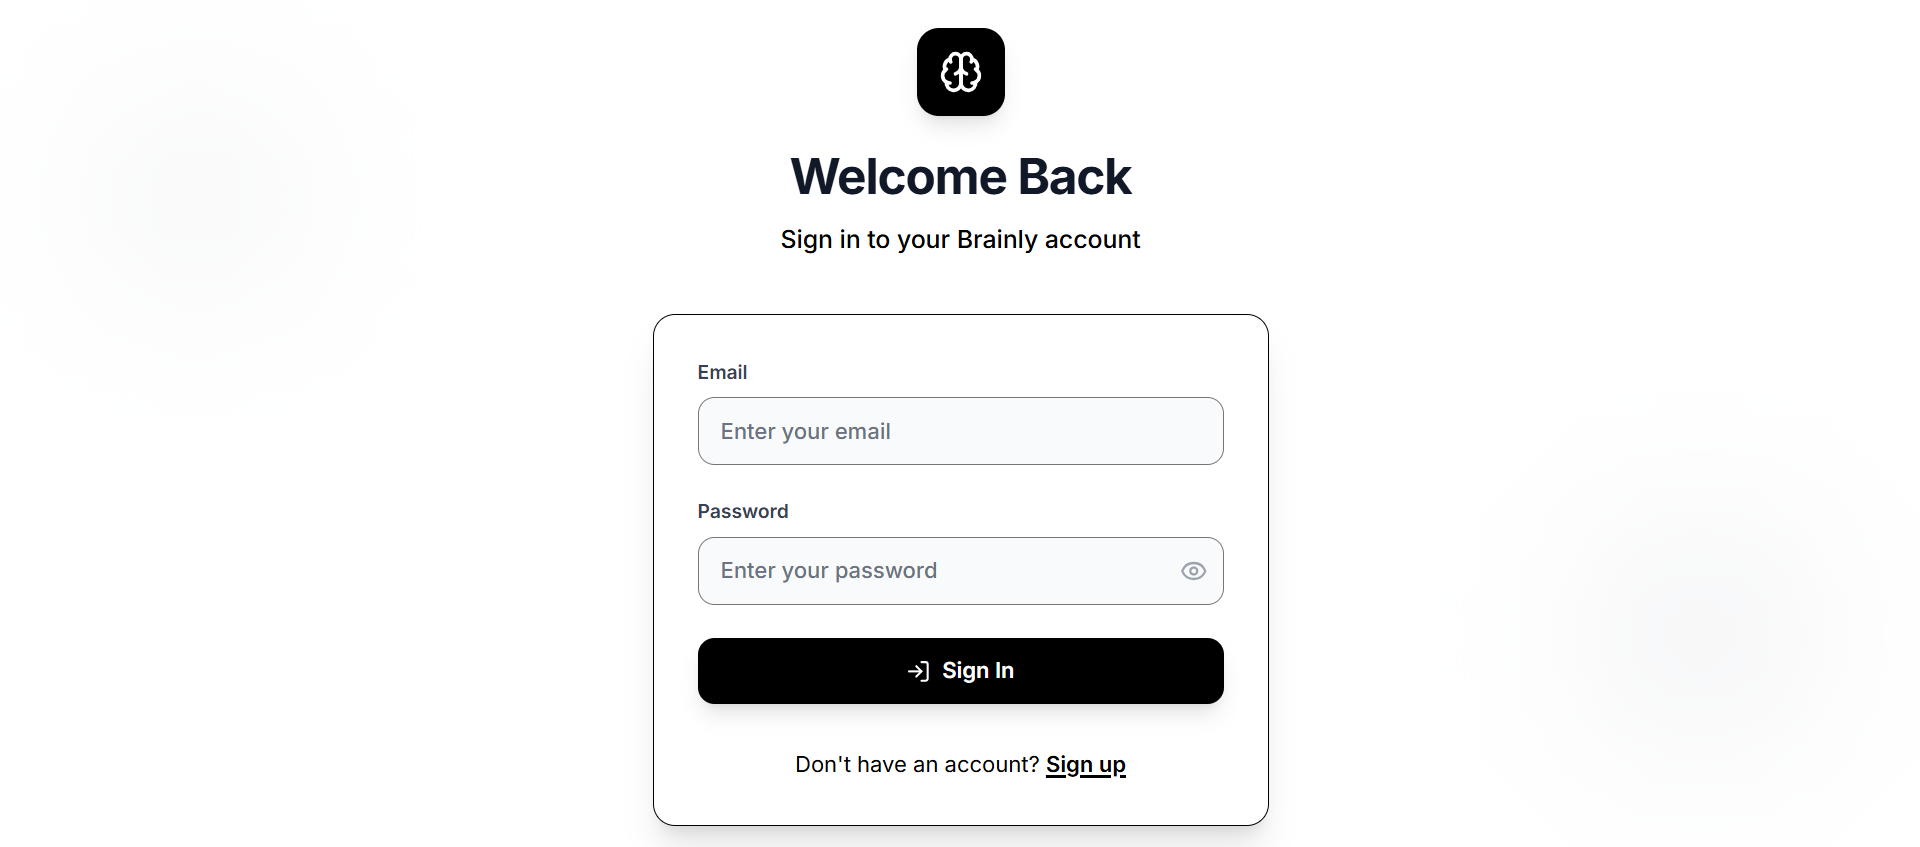 Welcome Back
Sign in to your Brainly account
Email
Enter your email
Password
Enter your password
Sign In
Don't have an account? Sign up